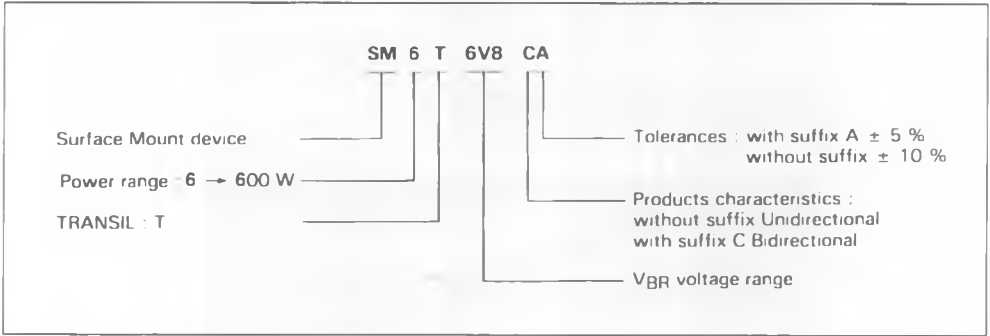 SM 6 T 6V8 CA
Surface Mount device
Power range 6 → 600 W
TRANSIL : T
Tolerances : with suffix A ± 5 %
without suffix ± 10 %
Products characteristics :
without suffix Unidirectional
with suffix C Bidirectional
VBR voltage range